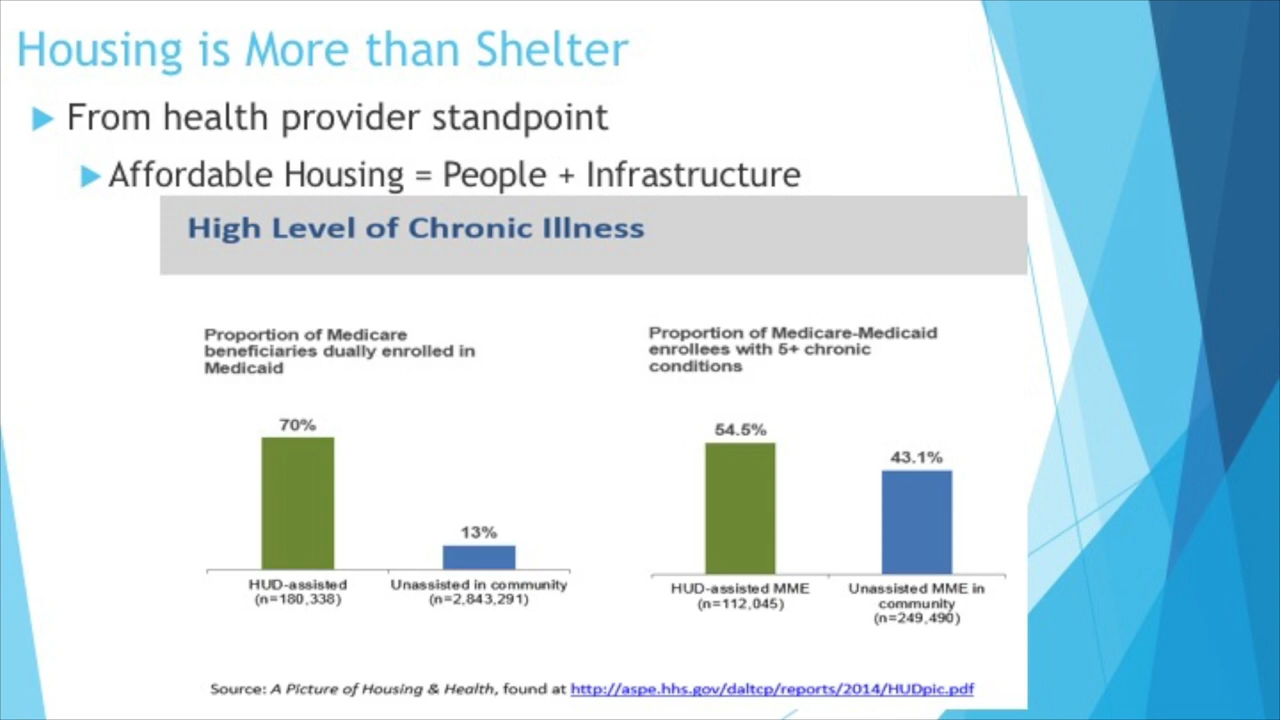 Housing is More than Shelter
From health provider standpoint
Affordable Housing = People + Infrastructure
High Level of Chronic Illness
Proportion of Medicare
beneficiaries dually enrolled in
Medicaid
70%
13%
HUD-assisted
(n=180,338)
Unassisted in community
(n=2,843,291)
Proportion of Medicare-Medicaid
enrollees with 5+ chronic
conditions
54.5%
43.1%
HUD-assisted MME
(n=112,045)
Unassisted MME in
community
(n=249,490)
Source: A Picture of Housing & Health, found at http://aspe.hhs.gov/daltcp/reports/2014/HUDpic.pdf